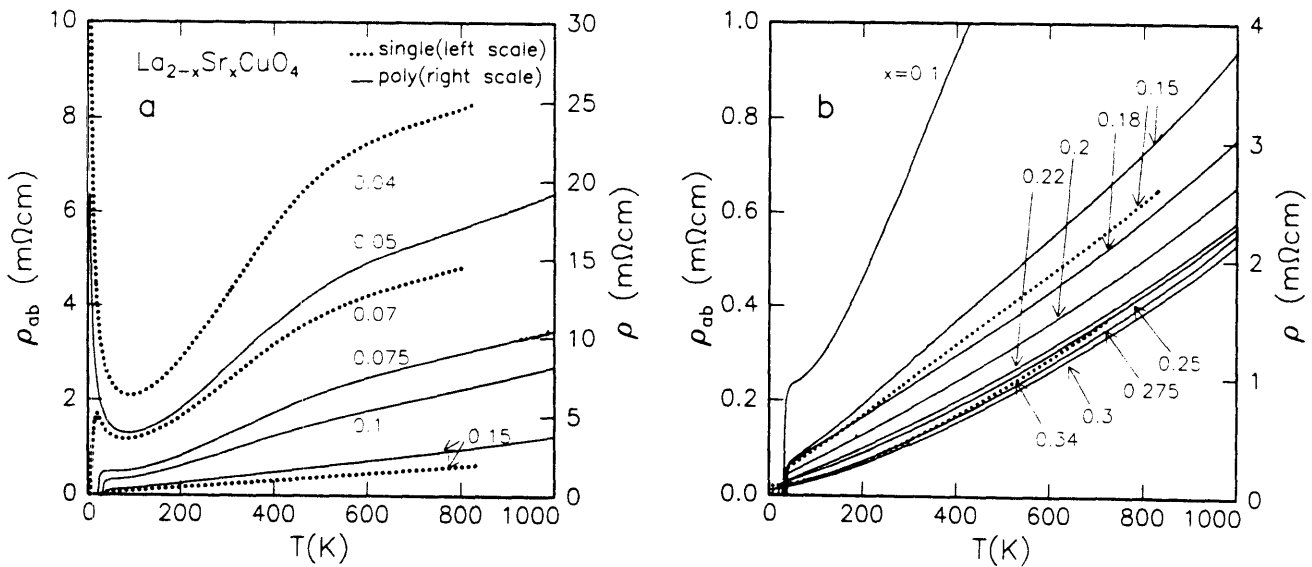 10
8
6
4
2
0
ρab (mΩcm)
La2−xSrxCuO4
a
single(left scale)
poly(right scale)
0.04
0.05
0.07
0.075
0.1
0.15
30
25
20
15
10
5
0
ρ (mΩcm)
0 200 400 600 800 1000
T(K)
1.0
0.8
0.6
0.4
0.2
0.0
ρab (mΩcm)
b
x=0.1
0.15
0.18
0.2
0.22
0.25
0.275
0.3
0.34
4
3
2
1
0
ρ (mΩcm)
0 200 400 600 800 1000
T(K)